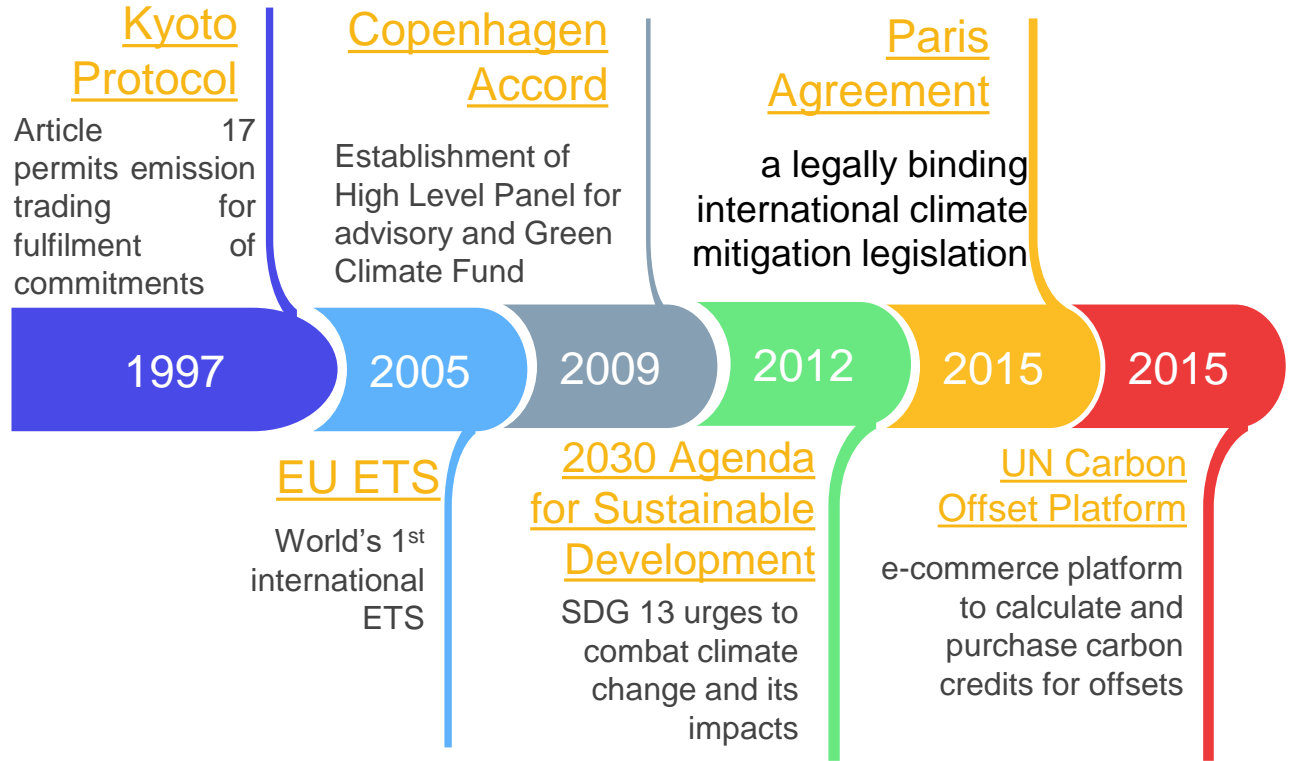 Kyoto
Protocol
Article 17
permits emission
trading for
fulfilment of
commitments
Copenhagen
Accord
Establishment of
High Level Panel for
advisory and Green
Climate Fund
Paris
Agreement
a legally binding
international climate
mitigation legislation
1997
2005
2009
2012
2015
2015
EU ETS
World's 1st
international
ETS
2030 Agenda
for Sustainable
Development
SDG 13 urges to
combat climate
change and its
impacts
UN Carbon
Offset Platform
e-commerce platform
to calculate and
purchase carbon
credits for offsets